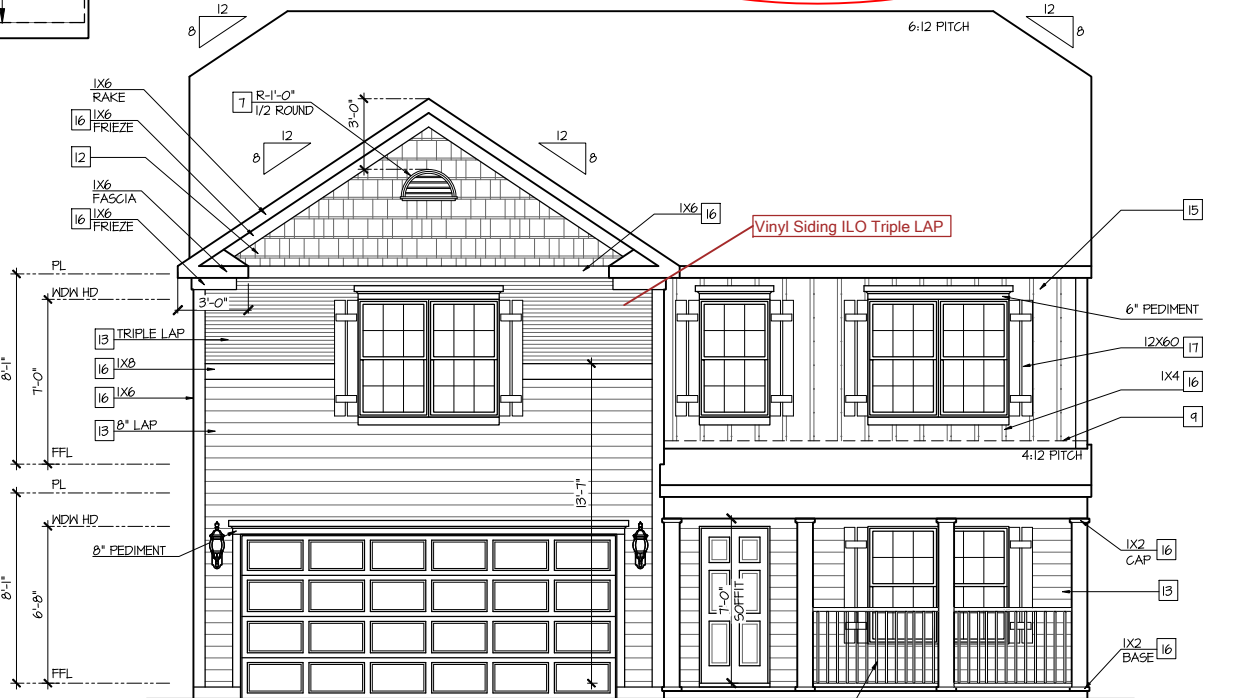 12
8
6:12 PITCH
12
8
1X6
RAKE
16 1X6
FRIEZE
12
1X6
FASCIA
16 1X6
FRIEZE
7 R-1'-0"
1/2 ROUND
3'-0"
12
8
12
8
1X6 16
Vinyl Siding ILO Triple LAP
15
PL
WDW HD
3'-0"
6" PEDIMENT
13 TRIPLE LAP
12X60 17
16 1X8
1X4 16
16 1X6
9
13 8" LAP
8'-1"
7'-0"
FFL
4:12 PITCH
PL
13'-7"
WDW HD
8" PEDIMENT
1X2 16
CAP
13
8'-1"
6'-8"
7'-0"
SOFFIT
1X2 16
BASE
FFL